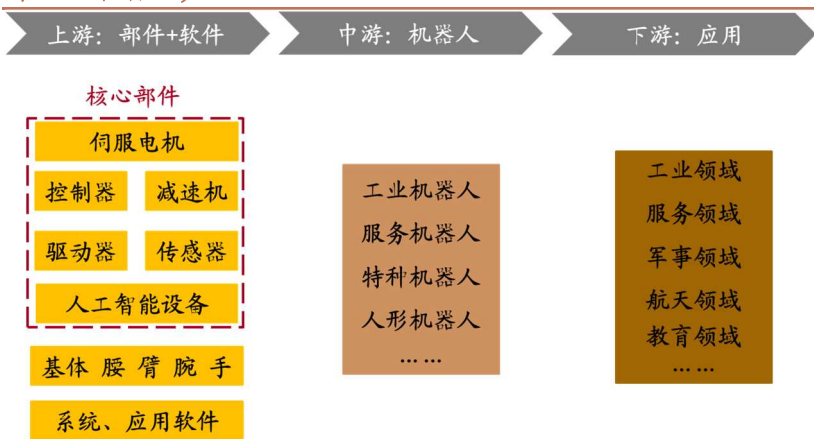 上游：部件+软件
中游：机器人
下游：应用
核心部件
伺服电机
控制器 减速机
驱动器 传感器
人工智能设备
基体 腰 臂 腕 手
系统、应用软件
工业机器人
服务机器人
特种机器人
人形机器人
... ...
工业领域
服务领域
军事领域
航天领域
教育领域
... ...